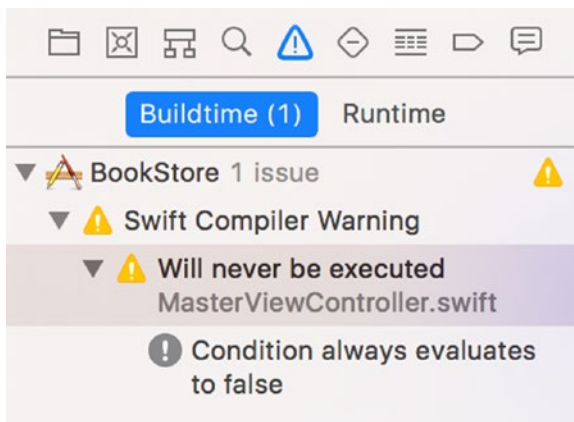 Buildtime (1) Runtime
BookStore 1 issue
Swift Compiler Warning
Will never be executed
MasterViewController.swift
Condition always evaluates
to false